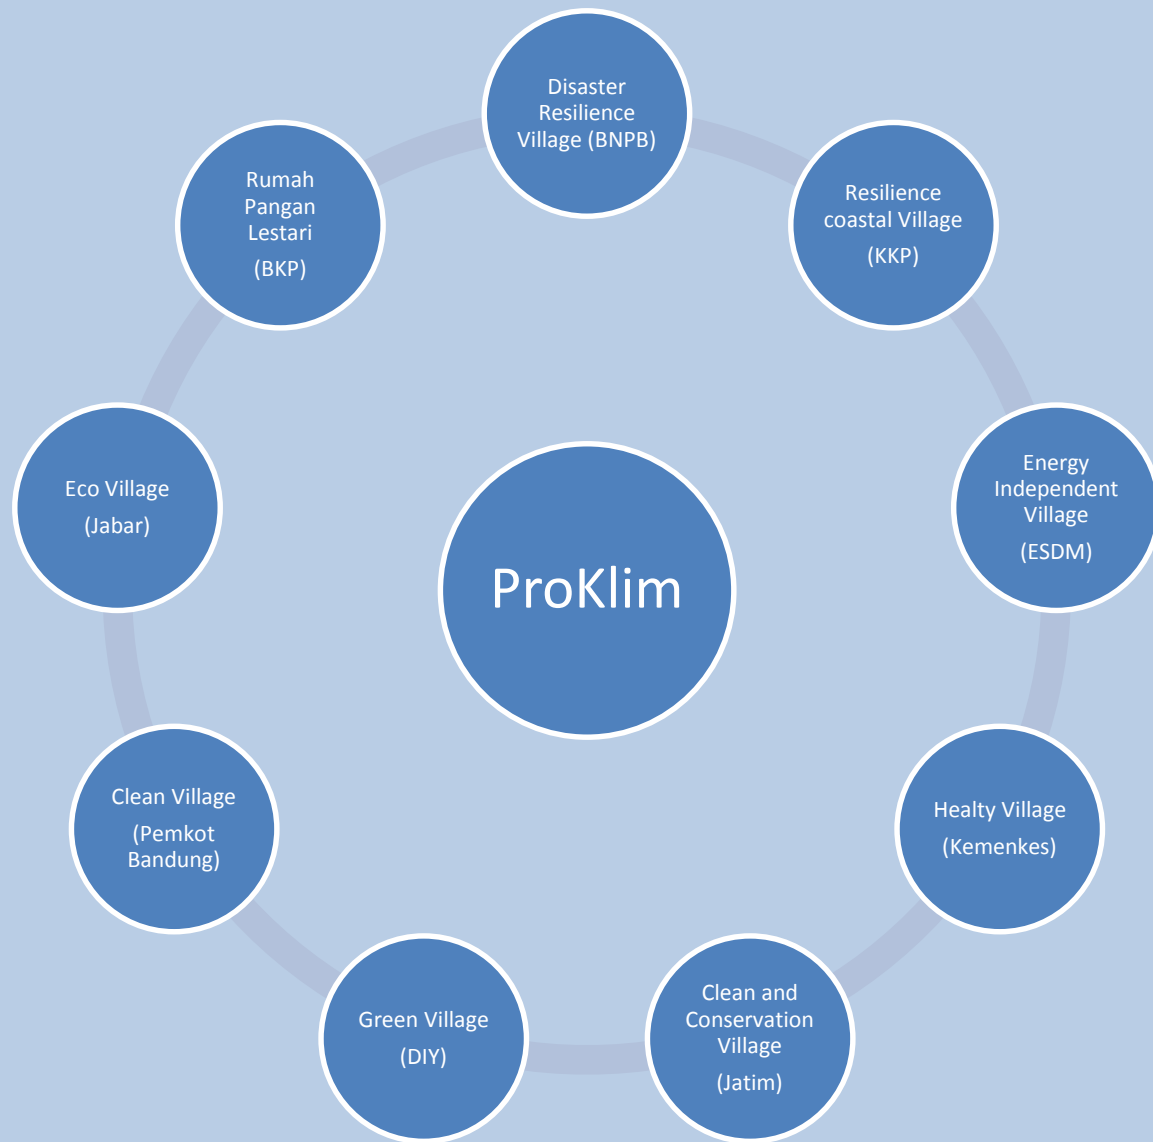 Disaster
Resilience
Village (BNPB)
Resilience
coastal Village
(KKP)
Energy
Independent
Village
(ESDM)
Healty Village
(Kemenkes)
Clean and
Conservation
Village
(Jatim)
Green Village
(DIY)
Clean Village
(Pemkot
Bandung)
Eco Village
(Jabar)
Rumah
Pangan
Lestari
(BKP)
ProKlim